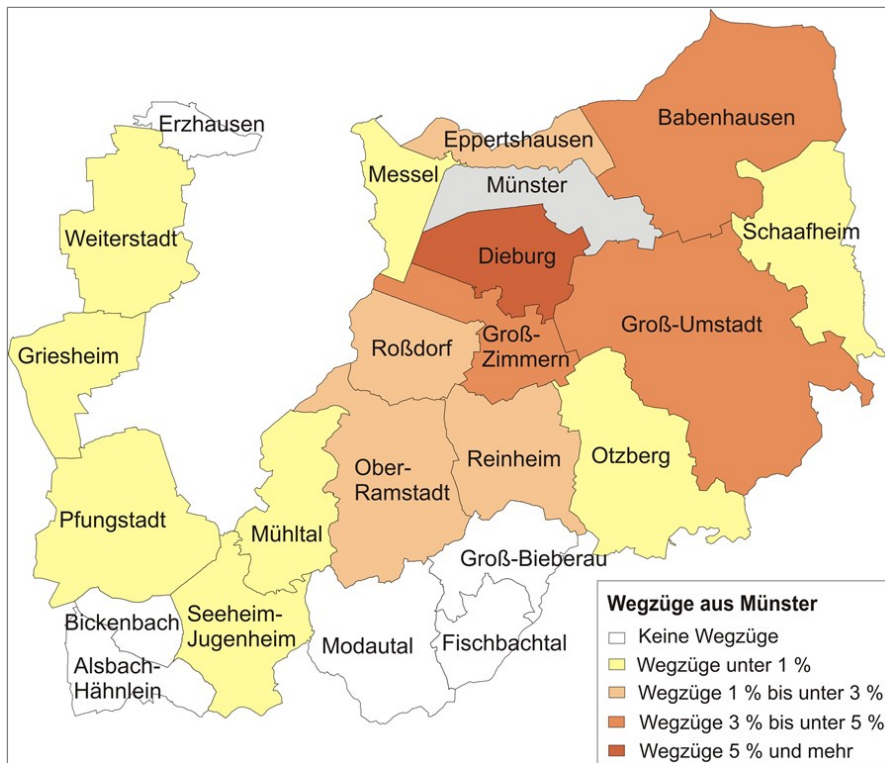 Erzhausen
Babenhausen
Eppertshausen
Messel
Münster
Weiterstadt
Schaafheim
Dieburg
Groß-Umstadt
Griesheim
Roßdorf
Groß-
Zimmern
Ober-
Ramstadt
Reinheim
Otzberg
Pfungstadt
Mühltal
Groß-Bieberau
Bickenbach
Seeheim-
Jugenheim
Modautal
Fischbachtal
Alsbach-
Hähnlein
Wegzüge aus Münster
Keine Wegzüge
Wegzüge unter 1 %
Wegzüge 1 % bis unter 3 %
Wegzüge 3 % bis unter 5 %
Wegzüge 5 % und mehr